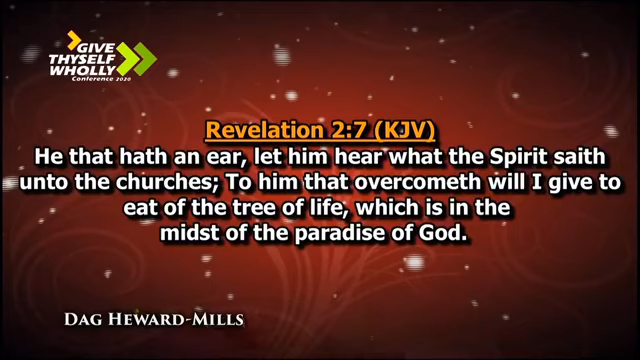 GIVE
THYSELF
WHOLLY
Conference 2020
Revelation 2:7 (KJV)
He that hath an ear, let him hear what the Spirit saith
unto the churches; To him that overcometh will I give to
eat of the tree of life, which is in the
midst of the paradise of God.
DAG HEWARD-MILLS